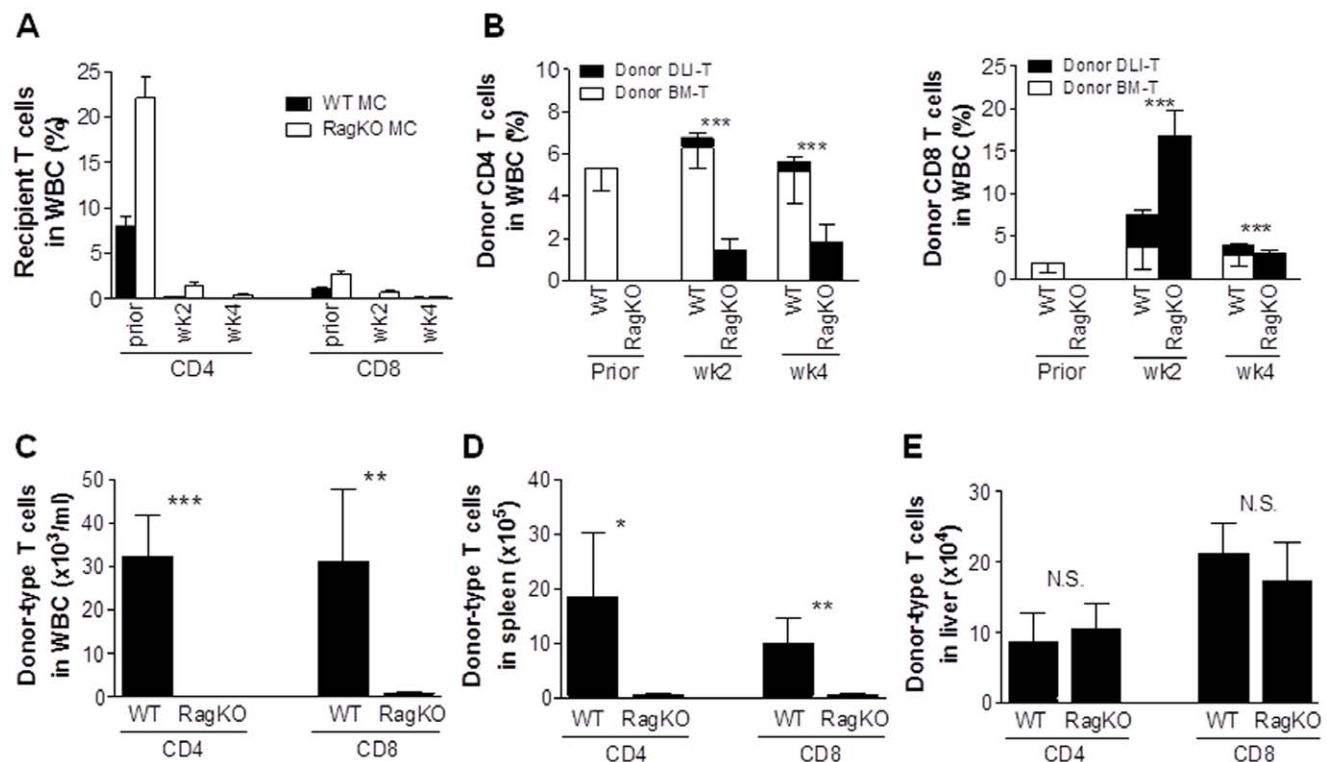 A
Recipient T cells
in WBC (%)
25
20
15
10
5
0
WT MC
RagKO MC
prior
wk2
wk4
prior
wk2
wk4
CD4
CD8
B
Donor CD4 T cells
in WBC (%)
10
8
6
4
2
0
Donor DLI-T
Donor BM-T
***
***
WT
RagKO
WT
RagKO
WT
RagKO
Prior
wk2
wk4
Donor CD8 T cells
in WBC (%)
25
20
15
10
5
0
Donor DLI-T
Donor BM-T
***
***
WT
RagKO
WT
RagKO
WT
RagKO
Prior
wk2
wk4
C
Donor-type T cells
in WBC (x10³/ml)
50
40
30
20
10
0
***
**
WT RagKO
WT RagKO
CD4
CD8
D
Donor-type T cells
in spleen (x10⁵)
40
30
20
10
0
*
**
WT RagKO
WT RagKO
CD4
CD8
E
Donor-type T cells
in liver (x10⁴)
30
20
10
0
N.S.
N.S.
WT RagKO
WT RagKO
CD4
CD8